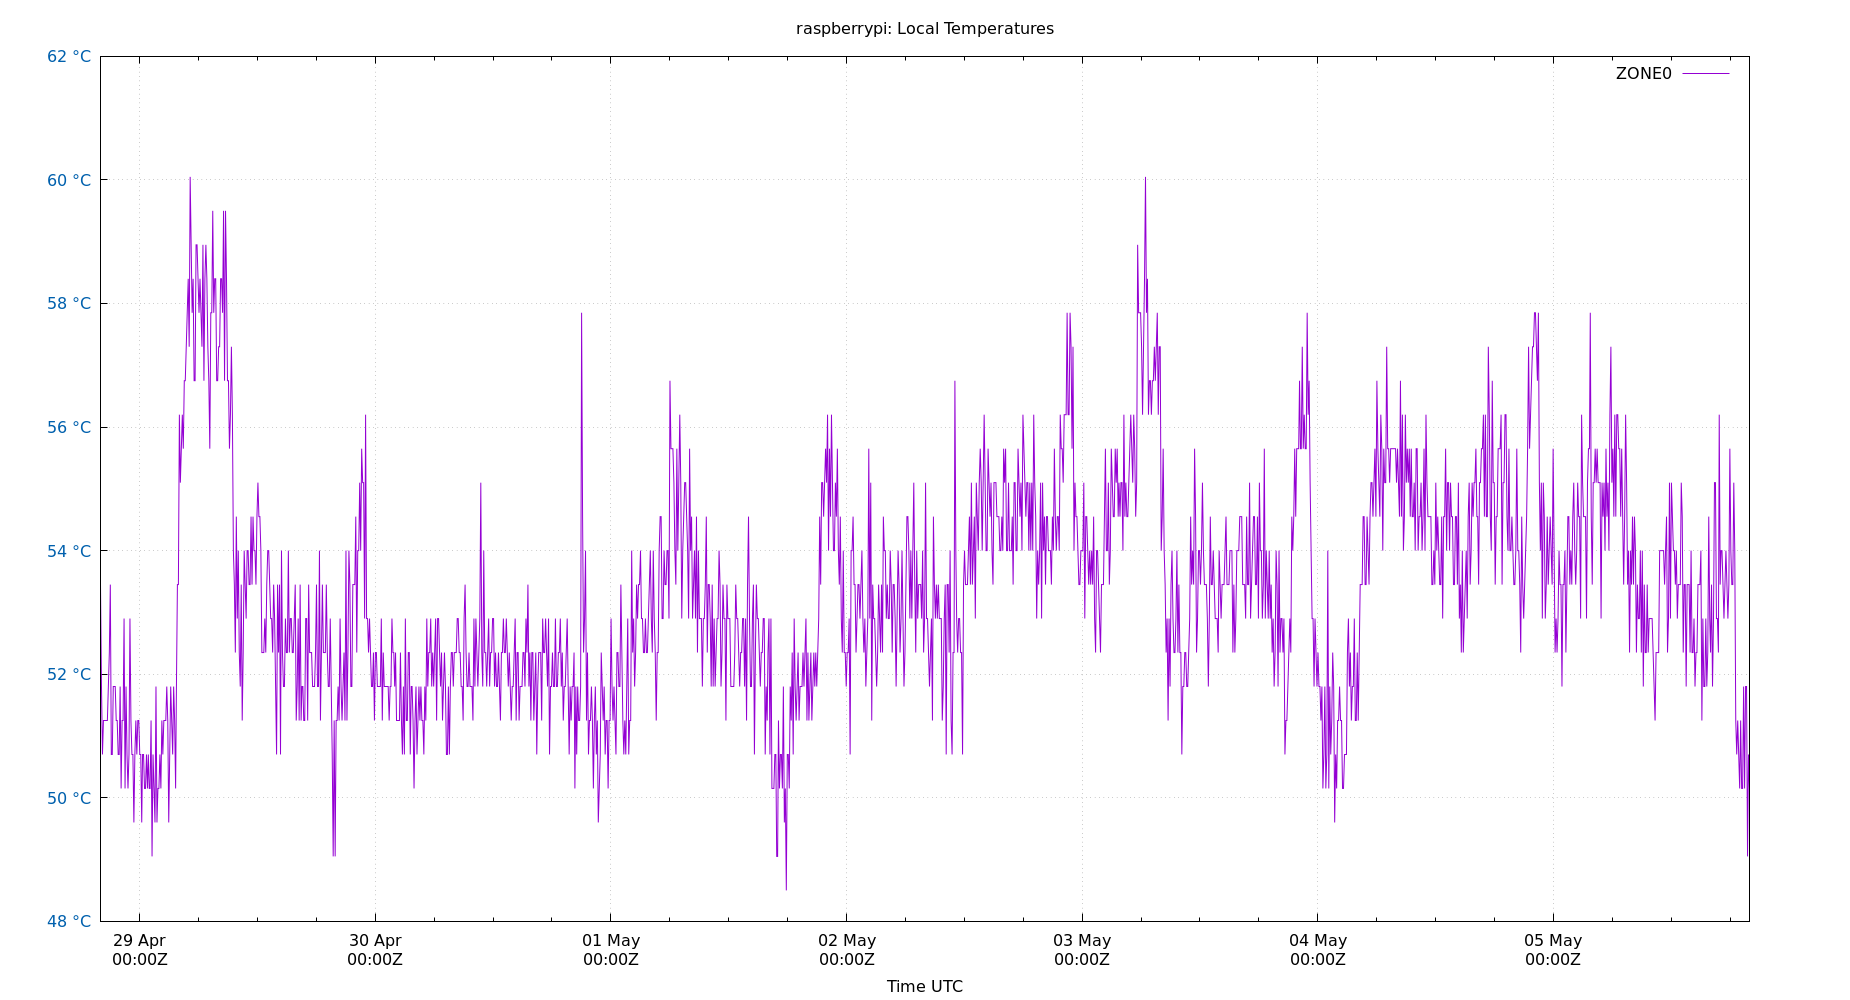 raspberrypi: Local Temperatures
62 °C
ZONE0
60 °C
58 °C
56 °C
54 °C
52 °C
50 °C
48 °C
29 Apr 30 Apr 01 May 02 May 03 May 04 May 05 May
00:00Z 00:00Z 00:00Z 00:00Z 00:00Z 00:00Z 00:00Z
Time UTC